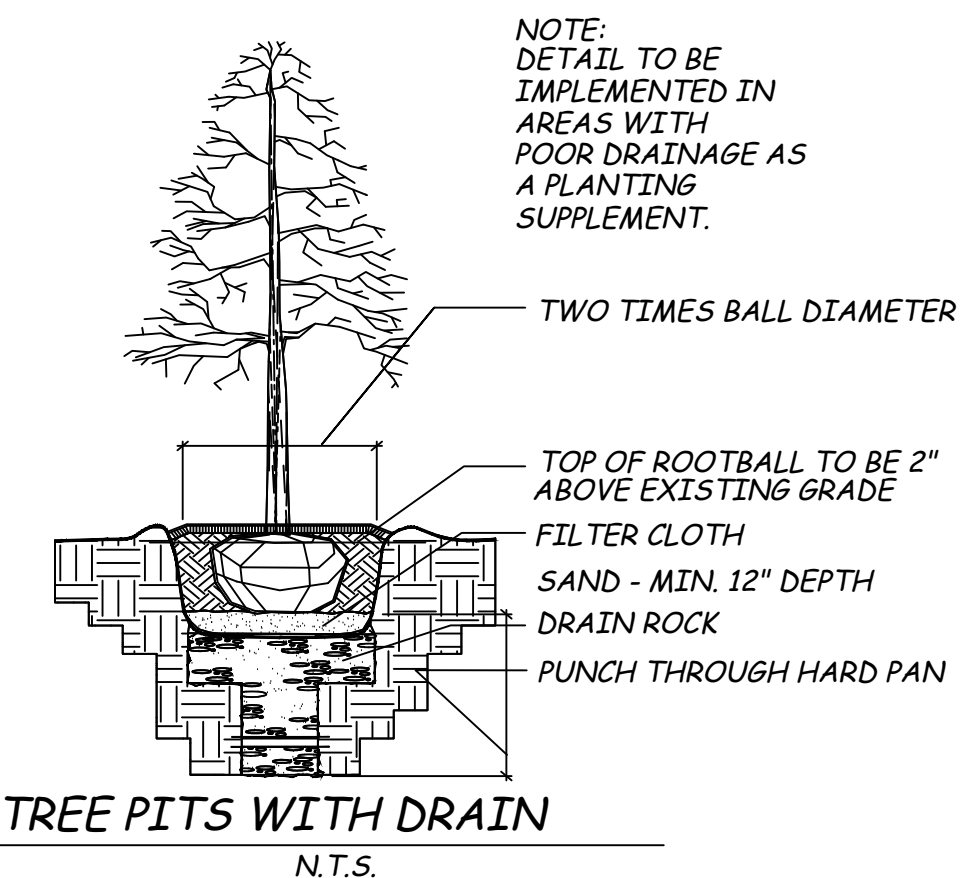 NOTE:
DETAIL TO BE
IMPLEMENTED IN
AREAS WITH
POOR DRAINAGE AS
A PLANTING
SUPPLEMENT.
TWO TIMES BALL DIAMETER
TOP OF ROOTBALL TO BE 2"
ABOVE EXISTING GRADE
FILTER CLOTH
SAND - MIN. 12" DEPTH
DRAIN ROCK
PUNCH THROUGH HARD PAN
TREE PITS WITH DRAIN
N.T.S.